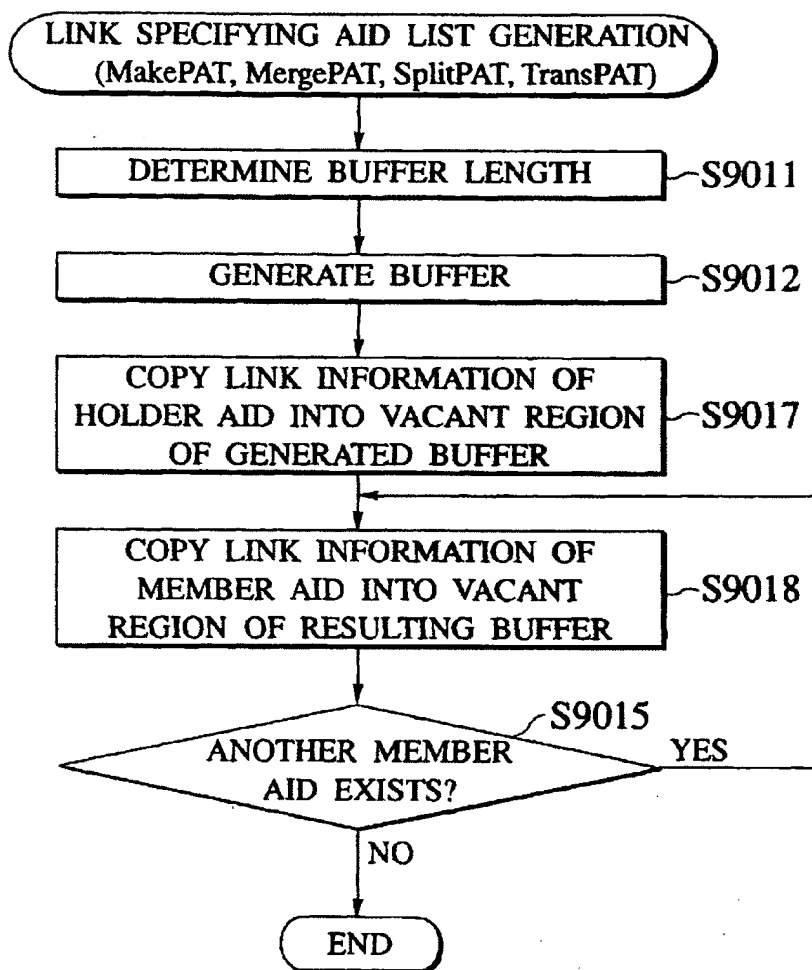 LINK SPECIFYING AID LIST GENERATION
(MakePAT, MergePAT, SplitPAT, TransPAT)
DETERMINE BUFFER LENGTH
S9011
GENERATE BUFFER
S9012
COPY LINK INFORMATION OF
HOLDER AID INTO VACANT REGION
OF GENERATED BUFFER
S9017
COPY LINK INFORMATION OF
MEMBER AID INTO VACANT
REGION OF RESULTING BUFFER
S9018
S9015
ANOTHER MEMBER
AID EXISTS?
YES
NO
END